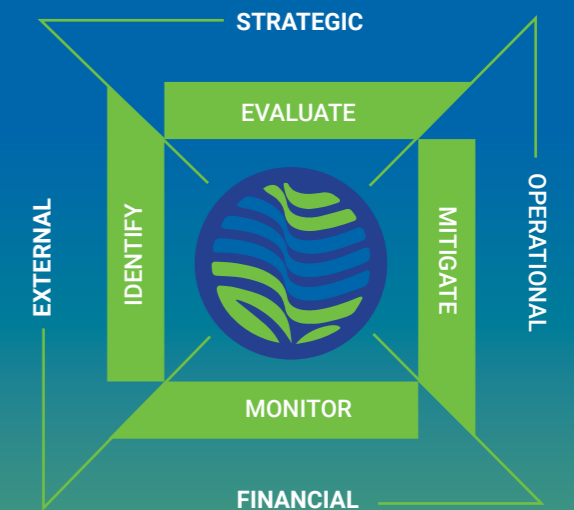 STRATEGIC
EVALUATE
EXTERNAL
IDENTIFY
MITIGATE
OPERATIONAL
MONITOR
FINANCIAL